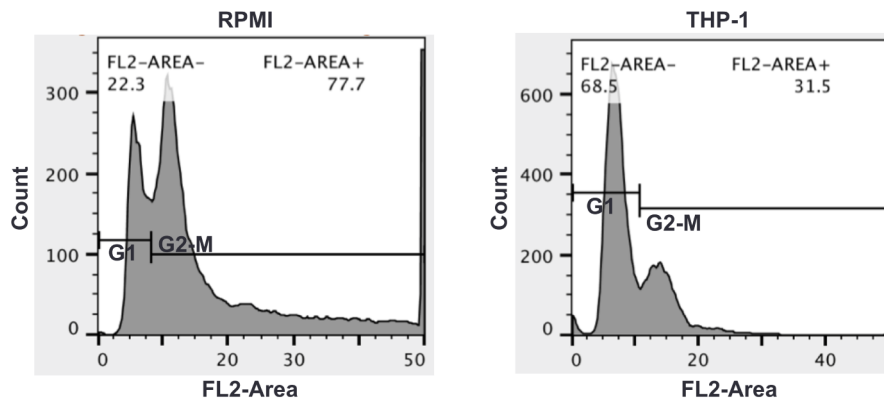 RPMI
FL2-AREA-
22.3
FL2-AREA+
77.7
Count
300
200
100
0
G1
G2-M
0
20
30
50
FL2-Area
THP-1
FL2-AREA-
68.5
FL2-AREA+
31.5
Count
600
400
200
0
G1
G2-M
0
20
40
FL2-Area